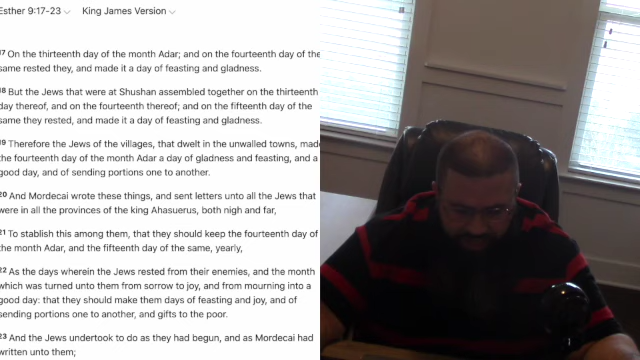 Esther 9:17-23 King James Version
17 On the thirteenth day of the month Adar; and on the fourteenth day of the
same rested they, and made it a day of feasting and gladness.
18 But the Jews that were at Shushan assembled together on the thirteenth
day thereof, and on the fourteenth thereof; and on the fifteenth day of the
same they rested, and made it a day of feasting and gladness.
19 Therefore the Jews of the villages, that dwelt in the unwalled towns, mad
the fourteenth day of the month Adar a day of gladness and feasting, and a
good day, and of sending portions one to another.
20 And Mordecai wrote these things, and sent letters unto all the Jews that
were in all the provinces of the king Ahasuerus, both nigh and far,
21 To stablish this among them, that they should keep the fourteenth day of
the month Adar, and the fifteenth day of the same, yearly,
22 As the days wherein the Jews rested from their enemies, and the month
which was turned unto them from sorrow to joy, and from mourning into a
good day: that they should make them days of feasting and joy, and of
sending portions one to another, and gifts to the poor.
23 And the Jews undertook to do as they had begun, and as Mordecai had
written unto them;